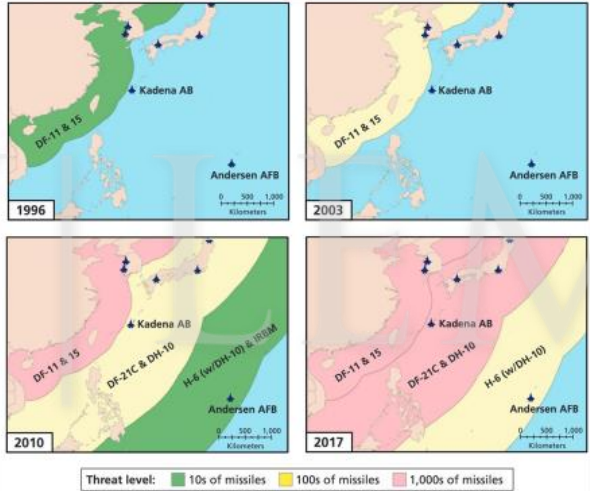 Kadena AB
DF-11 & 15
Andersen AFB
0 500 1,000
Kilometers
1996
Kadena AB
DF-11 & 15
Andersen AFB
0 500 1,000
Kilometers
2003
Kadena AB
DF-11 & 15
DF-21C & DH-10
H-6 (w/DH-10) & IRBM
Andersen AFB
0 500 1,000
Kilometers
2010
Kadena AB
DF-11 & 15
DF-21C & DH-10
H-6 (w/DH-10)
Andersen AFB
0 500 1,000
Kilometers
2017
Threat level: 10s of missiles 100s of missiles 1,000s of missiles